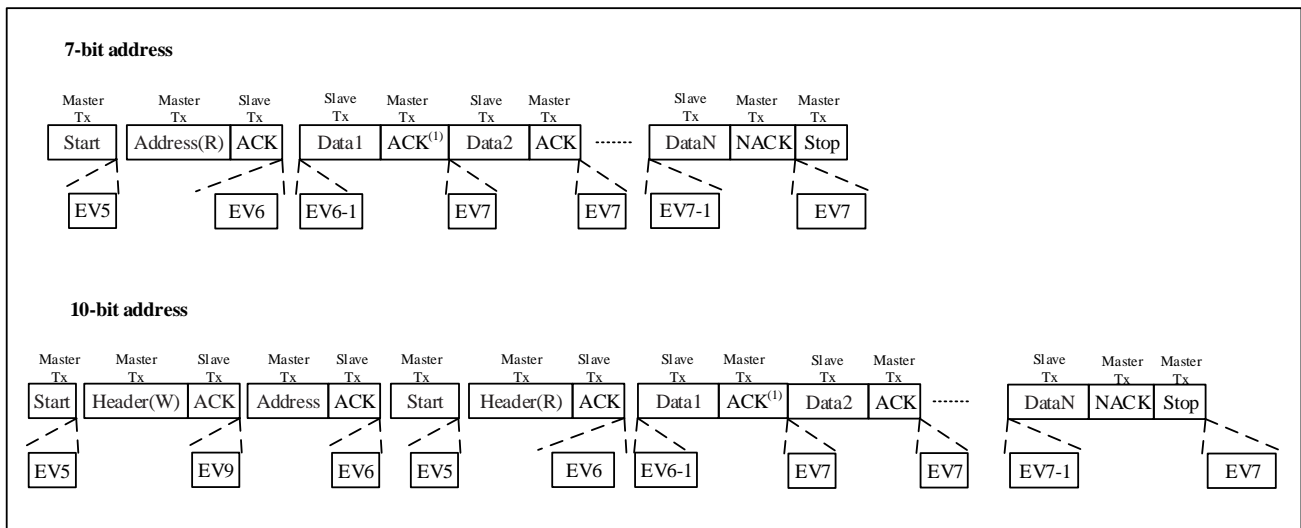 7-bit address
Master Tx Master Tx Slave Tx Slave Tx Master Tx Slave Tx Master Tx Slave Tx Master Tx Master Tx
Start Address(R) ACK Data1 ACK(1) Data2 ACK ........ DataN NACK Stop
EV5 EV6 EV6-1 EV7 EV7 EV7-1 EV7
10-bit address
Master Tx Master Tx Slave Tx Master Tx Slave Tx Master Tx Master Tx Slave Tx Slave Tx Master Tx Slave Tx Master Tx Slave Tx Master Tx Master Tx
Start Header(W) ACK Address ACK Start Header(R) ACK Data1 ACK(1) Data2 ACK ........ DataN NACK Stop
EV5 EV9 EV6 EV5 EV6 EV6-1 EV7 EV7 EV7-1 EV7